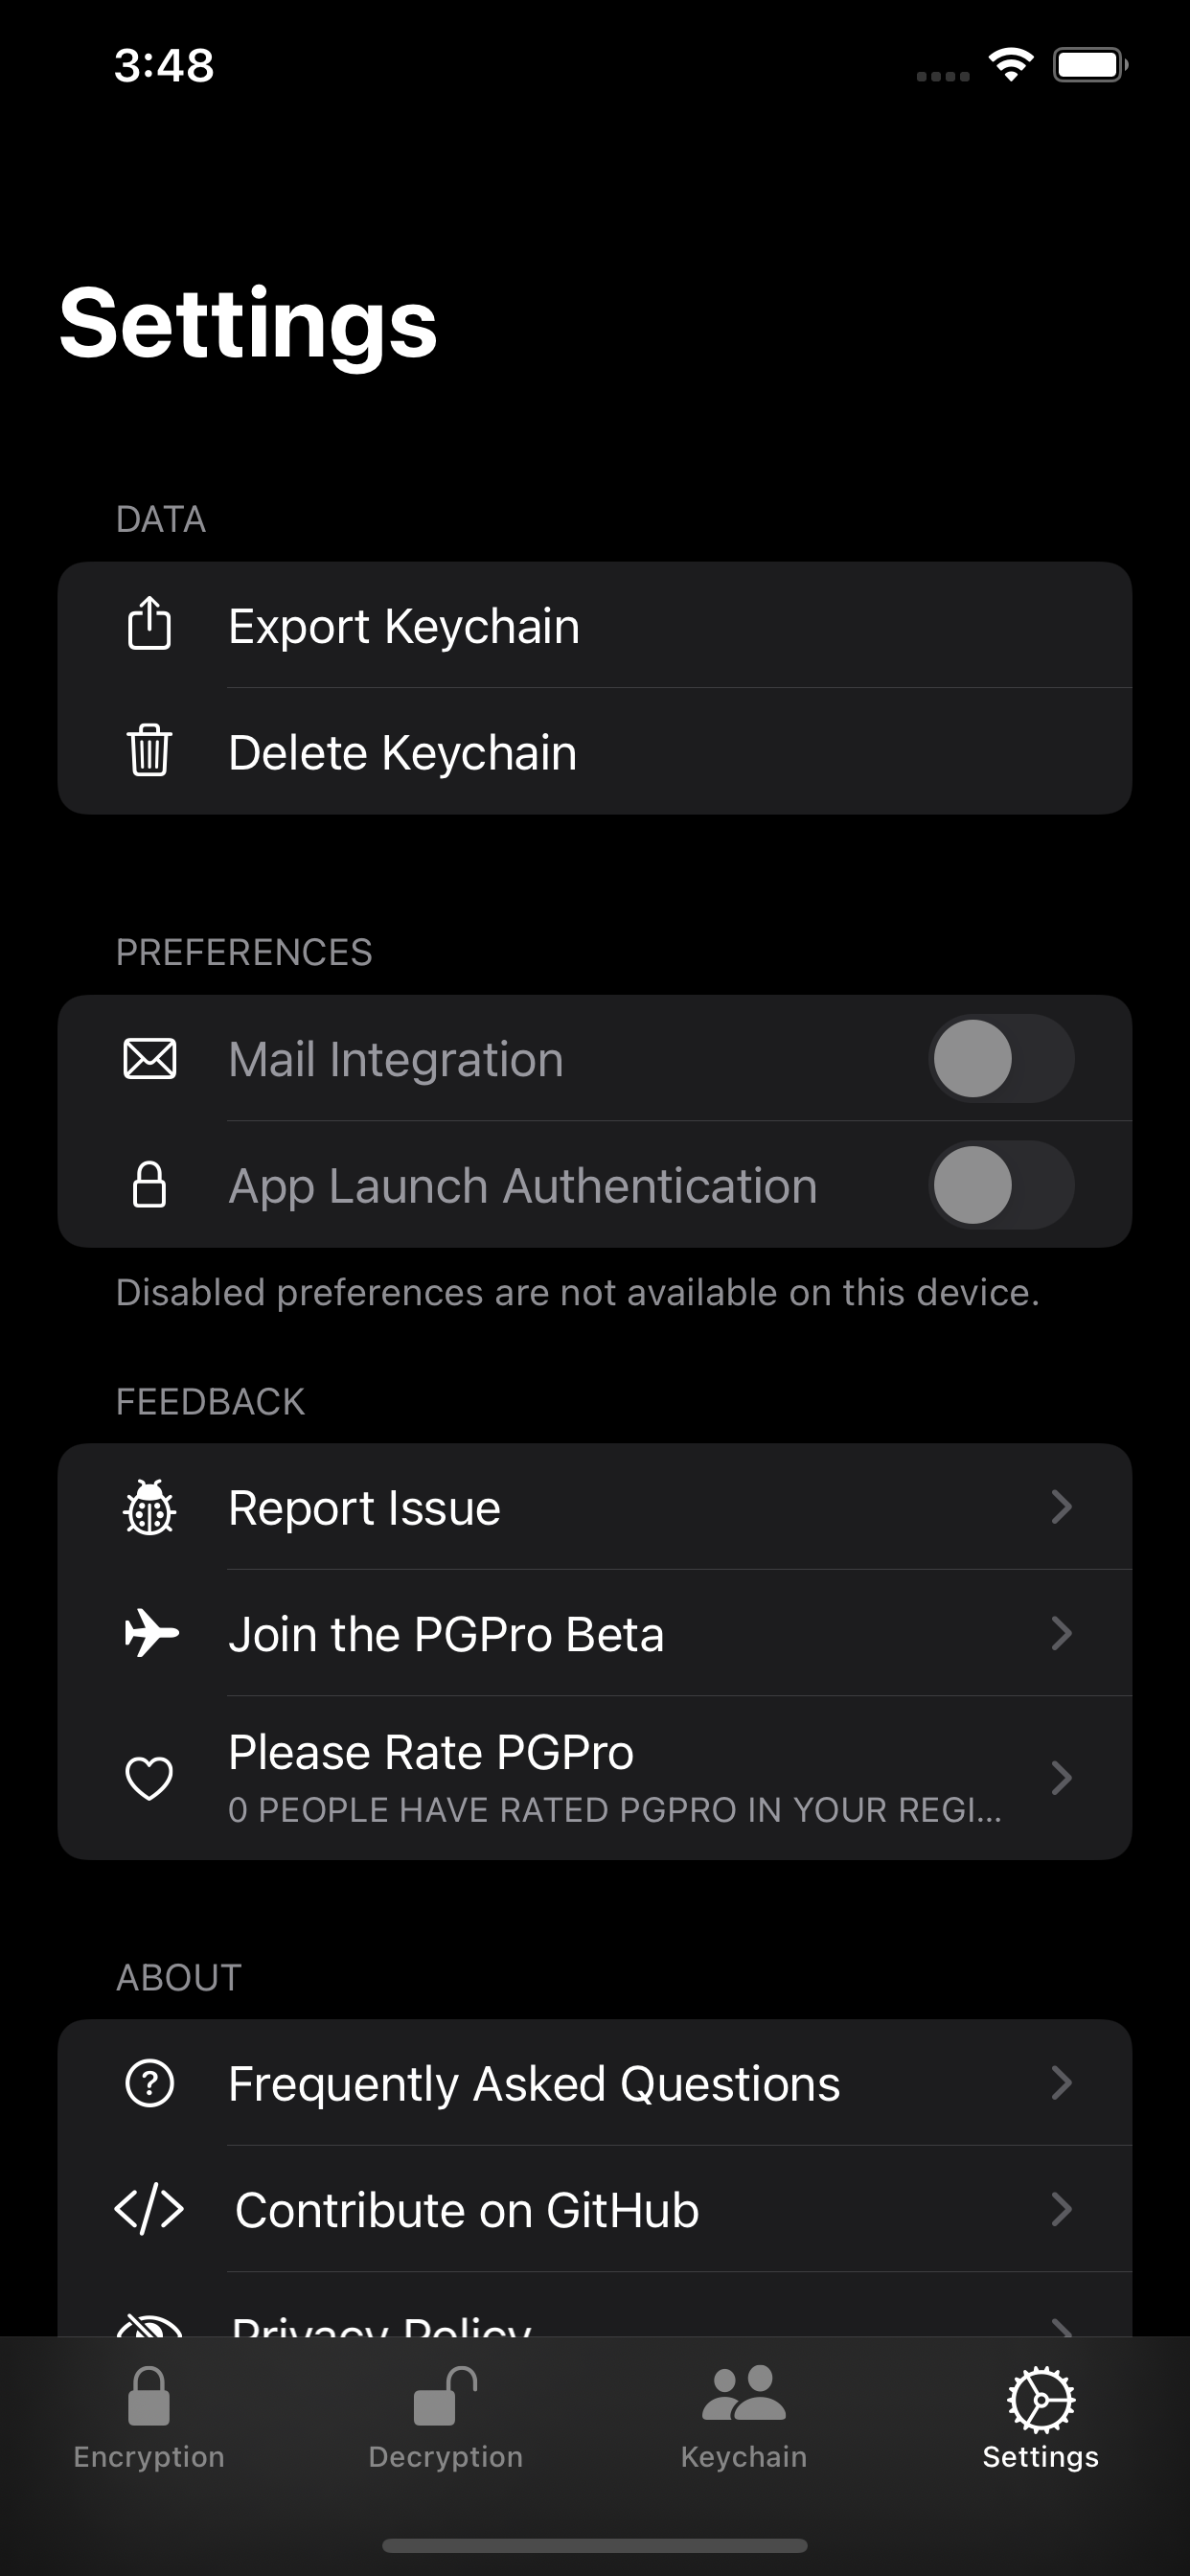 3:48
Settings
DATA
Export Keychain
Delete Keychain
PREFERENCES
Mail Integration
App Launch Authentication
Disabled preferences are not available on this device.
FEEDBACK
Report Issue
Join the PGPro Beta
Please Rate PGPro
0 PEOPLE HAVE RATED PGPRO IN YOUR REGI...
ABOUT
Frequently Asked Questions
Contribute on GitHub
Privacy Policy
Encryption
Decryption
Keychain
Settings